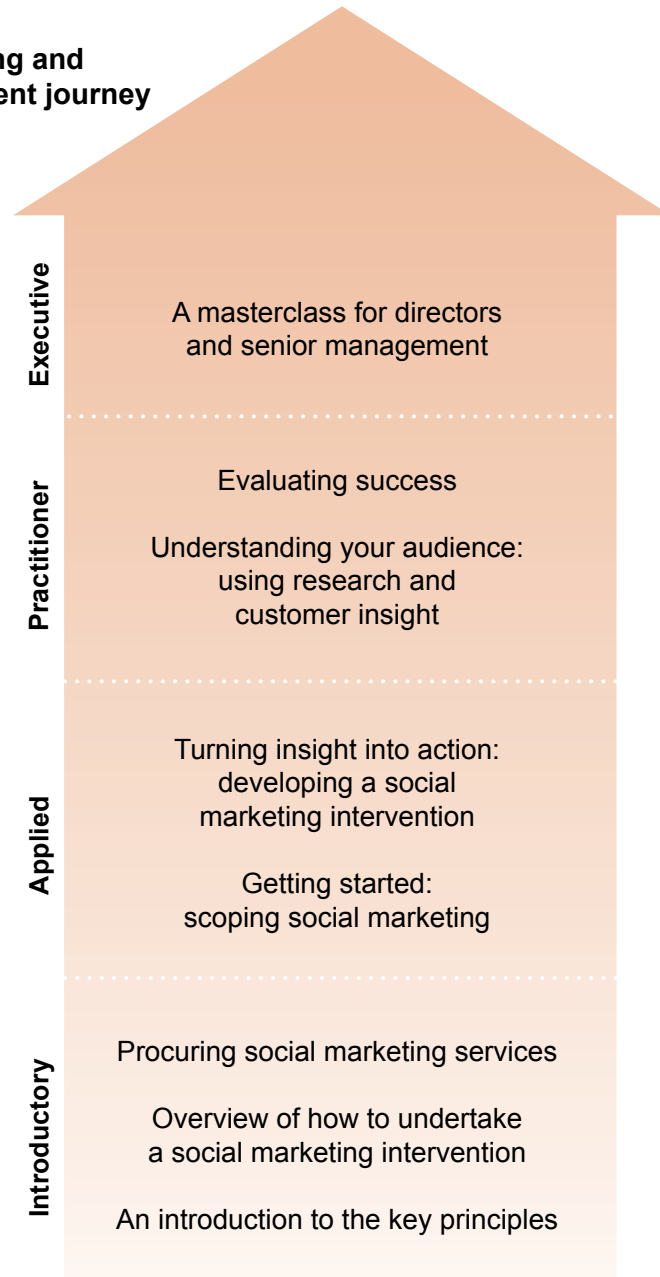 and
journey
Executive
A masterclass for directors
and senior management
Practitioner
Evaluating success
Understanding your audience:
using research and
customer insight
Applied
Turning insight into action:
developing a social
marketing intervention
Getting started:
scoping social marketing
Introductory
Procuring social marketing services
Overview of how to undertake
a social marketing intervention
An introduction to the key principles